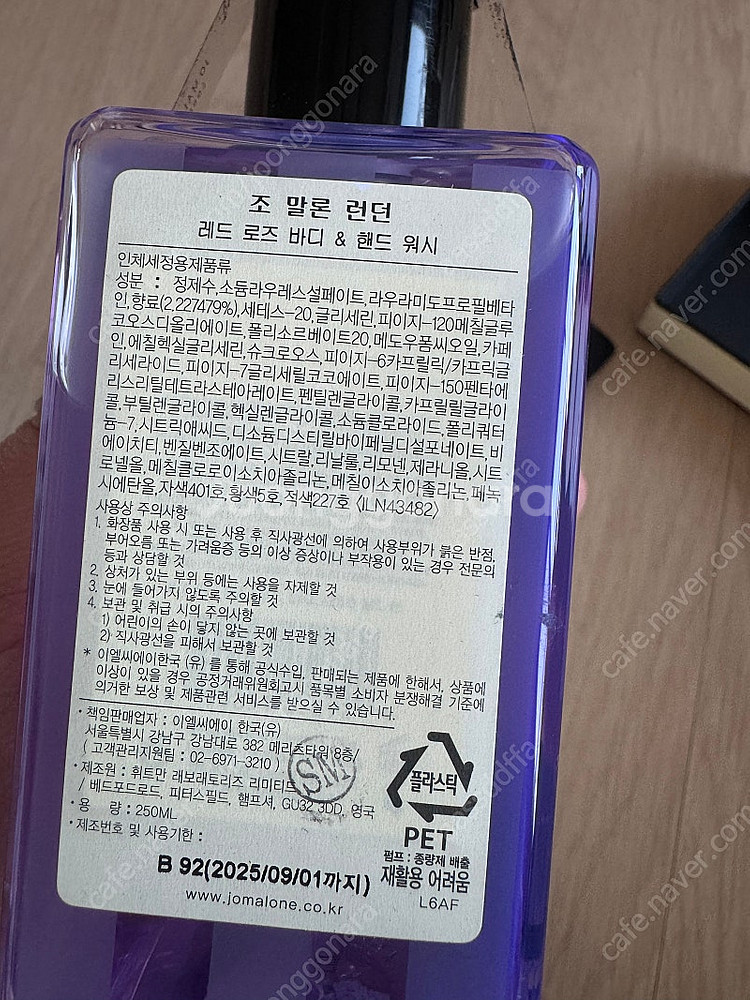 조 말론 런던
레드 로즈 바디 & 핸드 워시
인체세정용제품류
성분 : 정제수,소듐라우레스설페이트,라우라미도프로필베타
인,향료(2.227479%),세테스-20,글리세린,피이지-120메칠글루
코오스디올리에이트,폴리소르베이트20,메도우폼씨오일,카페
인,에칠헥실글리세린,슈크로오스,피이지-6카프릴릭/카프릭글
리세라이드,피이지-7글리세릴코코에이트,피이지-150펜타에
리스리틸테트라스테아레이트,펜틸렌글라이콜,카프릴릴글라이
콜,부틸렌글라이콜,헥실렌글라이콜,소듐클로라이드,폴리쿼터
늄-7,시트릭애씨드,디소듐디스티릴바이페닐디설포네이트,비
에이치티,벤질벤조에이트,시트랄,리날룰,리모넨,제라니올,시트
로넬올,메칠클로로이소치아졸리논,메칠이소치아졸리논,페녹
시에탄올,자색401호,황색5호,적색227호 <ILN43482>
사용상 주의사항
1. 화장품 사용 시 또는 사용 후 직사광선에 의하여 사용부위가 붉은 반점,
부어오름 또는 가려움증 등의 이상 증상이나 부작용이 있는 경우 전문의
등과 상담할 것
2. 상처가 있는 부위 등에는 사용을 자제할 것
3. 눈에 들어가지 않도록 주의할 것
4. 보관 및 취급 시의 주의사항
1) 어린이의 손이 닿지 않는 곳에 보관할 것
2) 직사광선을 피해서 보관할 것
* 이엘씨에이한국 (유) 를 통해 공식수입, 판매되는 제품에 한해서, 상품에
이상이 있을 경우 공정거래위원회고시 품목별 소비자 분쟁해결 기준에
의거한 보상 및 제품관련 서비스를 받으실 수 있습니다.
·책임판매업자 : 이엘씨에이 한국(유)
서울특별시 강남구 강남대로 382 메리츠타워 8층/
( 고객관리지원팀 : 02-6971-3210 )
SM
·제조원 : 휘트만 래보래토리즈 리미티드
/ 베드포드로드, 피터스필드, 햄프셔, GU32 3DD, 영국
·용 량 : 250ML
·제조번호 및 사용기한 :
B 92(2025/09/01까지)
www.jomalone.co.kr
플라스틱
PET
펌프 : 종량제 배출
재활용 어려움
L6AF
cafe.naver.com
joonggonara